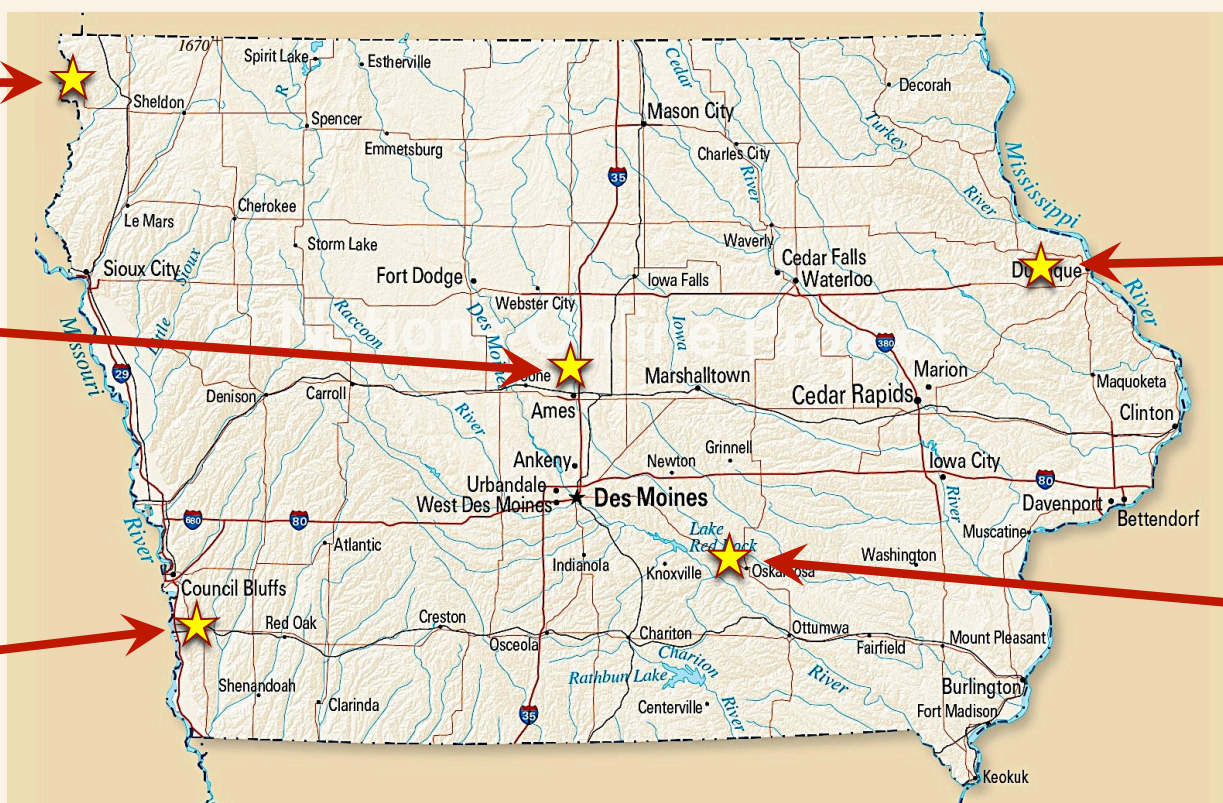 1670
Spirit Lake
R
Estherville
Cedar
Decorah
Sheldon
Spencer
Mason City
Emmetsburg
Turkey
Charles City
Mississippi
35
River
River
Le Mars
Cherokee
Storm Lake
Waverly
Cedar Falls
Sioux City
Sioux
Fort Dodge
Iowa Falls
Waterloo
River
Webster City
Raccoon
Des Moines
Iowa
Missouri
Little
380
29
Marshalltown
Marion
Maquoketa
Denison
Carroll
Cedar Rapids
Ames
River
Clinton
Grinnell
Ankeny
Newton
Iowa City
Urbandale
80
West Des Moines
Des Moines
River
Davenport
Bettendorf
680
80
River
Lake
Muscatine
Atlantic
Indianola
Knoxville
Washington
Council Bluffs
Red Oak
Creston
Osceola
Chariton
Ottumwa
Fairfield
Mount Pleasant
Chariton
Rathbun Lake
River
Shenandoah
Clarinda
Burlington
35
Centerville
River
Fort Madison
Keokuk